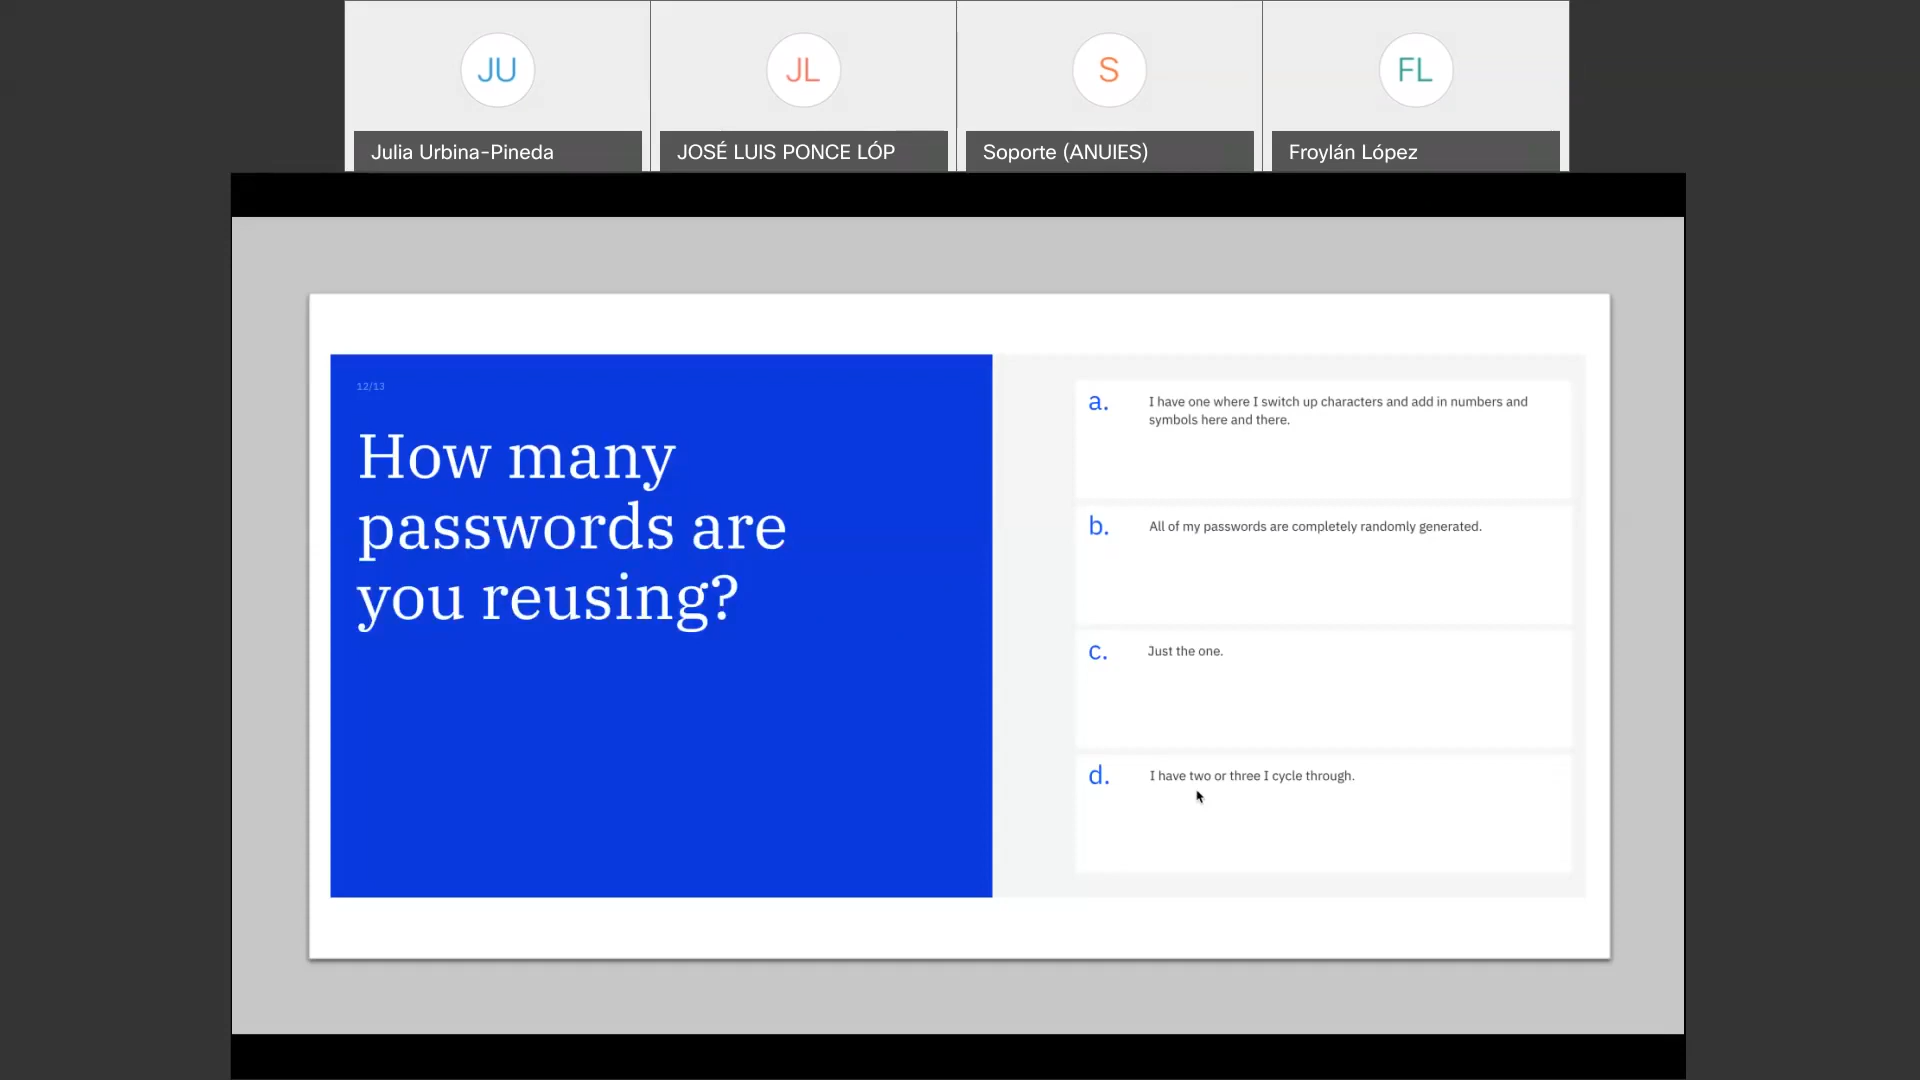 JU
JL
S
FL
Julia Urbina-Pineda
JOSÉ LUIS PONCE LÓP
Soporte (ANUIES)
Froylán López
12/13
How many
passwords are
you reusing?
a.
I have one where I switch up characters and add in numbers and
symbols here and there.
b.
All of my passwords are completely randomly generated.
c.
Just the one.
d.
I have two or three I cycle through.